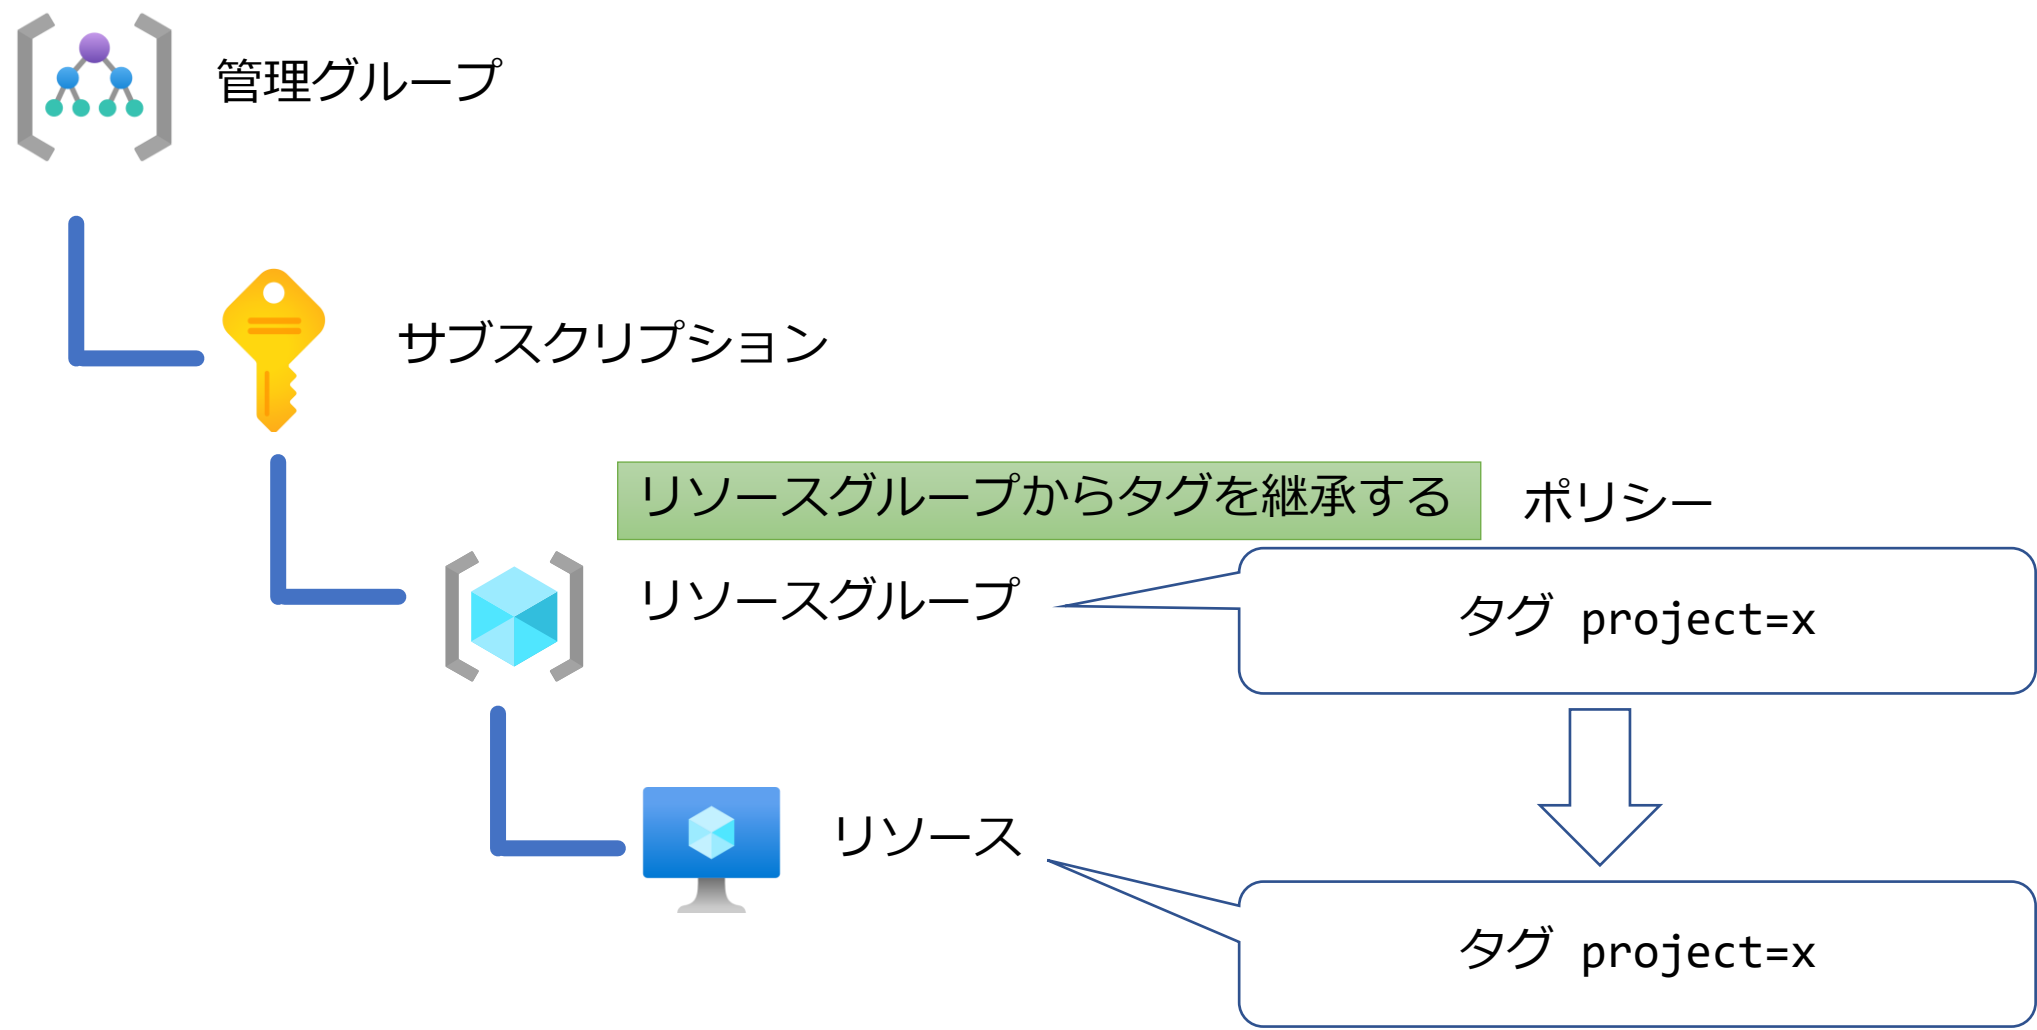 管理グループ
サブスクリプション
リソースグループからタグを継承する
ポリシー
リソースグループ
タグ project=x
リソース
タグ project=x